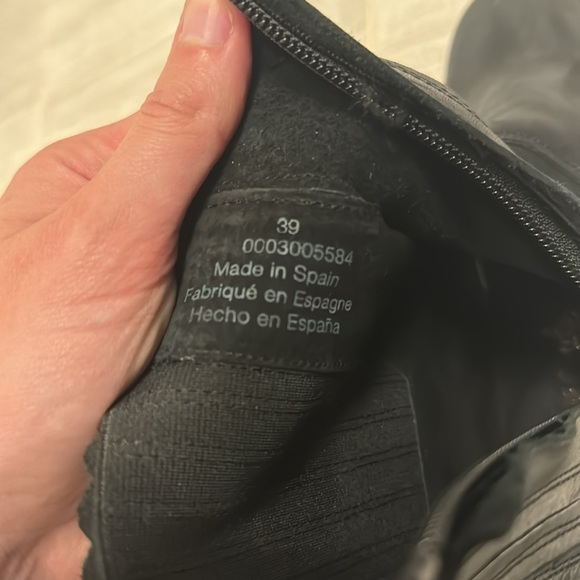 39
0003005584
Made in Spain
Fabriqué en Espagne
Hecho en España